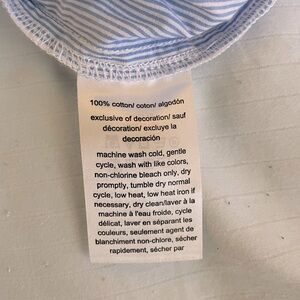 100% cotton/ coton/ algodón
exclusive of decoration/ sauf
décoration/ excluye la
decoración
machine wash cold, gentle
cycle, wash with like colors,
non-chlorine bleach only, dry
promptly, tumble dry normal
cycle, low heat, low heat iron if
necessary, dry clean/laver à la
machine à l'eau froide, cycle
délicat, laver en séparant les
couleurs, seulement agent de
blanchiment non-chlore, sécher
rapidement, sécher par